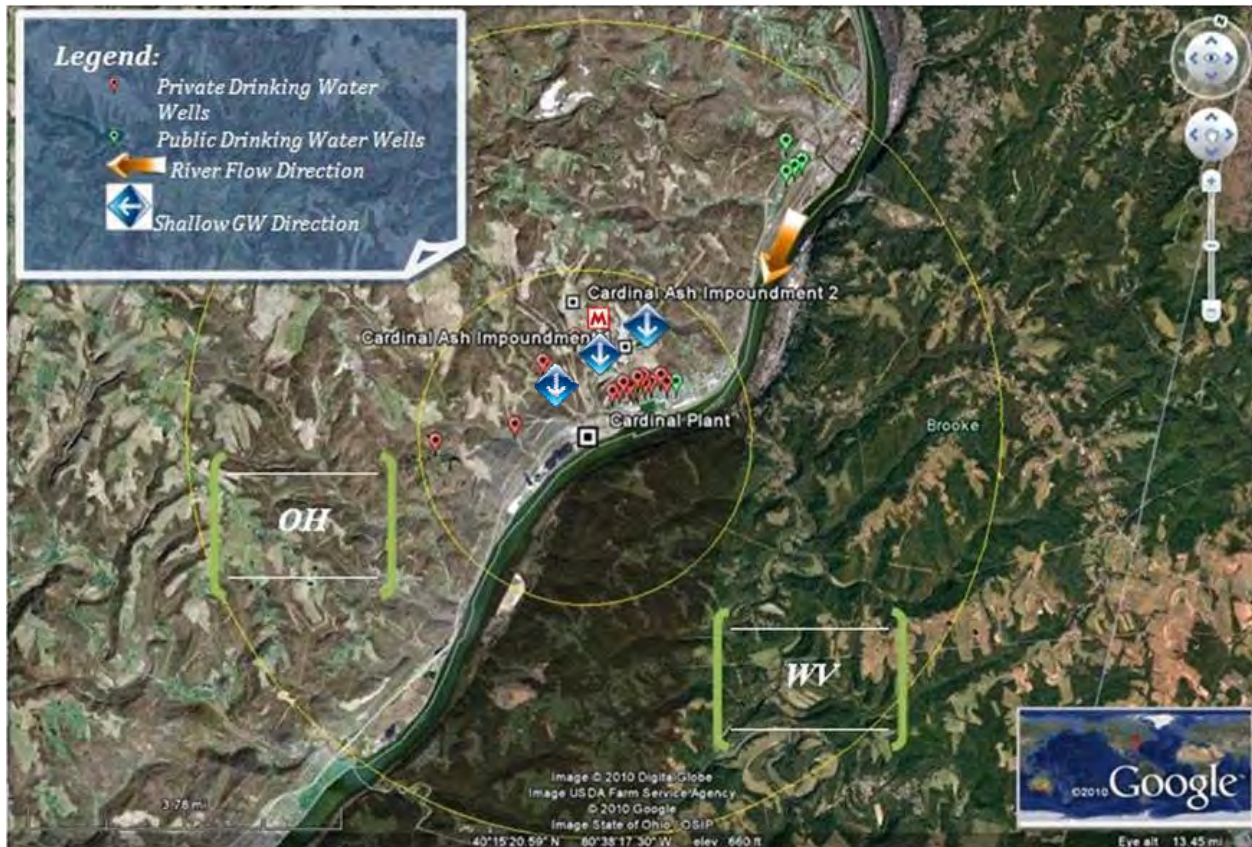 Legend:
Private Drinking Water
Wells
Public Drinking Water Wells
River Flow Direction
Shallow GW Direction
N
Cardinal Ash Impoundment 2
M
Cardinal Ash Impoundment
Cardinal Plant
Brooke
OH
WV
3.78 mi
Image © 2010 DigitalGlobe
Image USDA Farm Service Agency
© 2010 Google
Image State of Ohio / OSIP
©2010 Google™
40°15'20.59" N 80°38'17.30" W elev 660 ft
Eye alt 13.45 mi